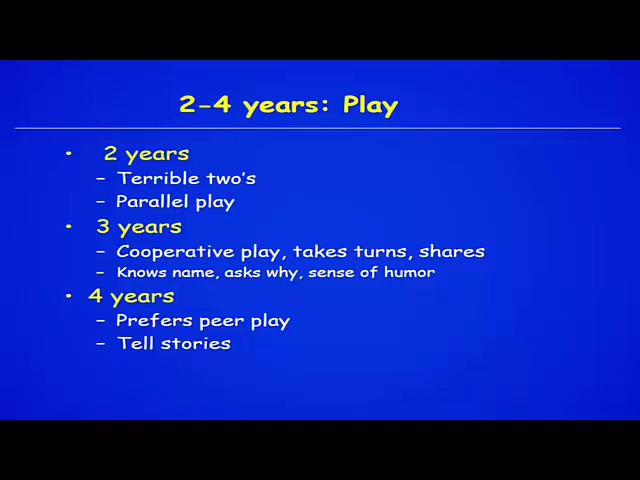 2-4 years: Play
• 2 years
– Terrible two's
– Parallel play
• 3 years
– Cooperative play, takes turns, shares
– Knows name, asks why, sense of humor
• 4 years
– Prefers peer play
– Tell stories